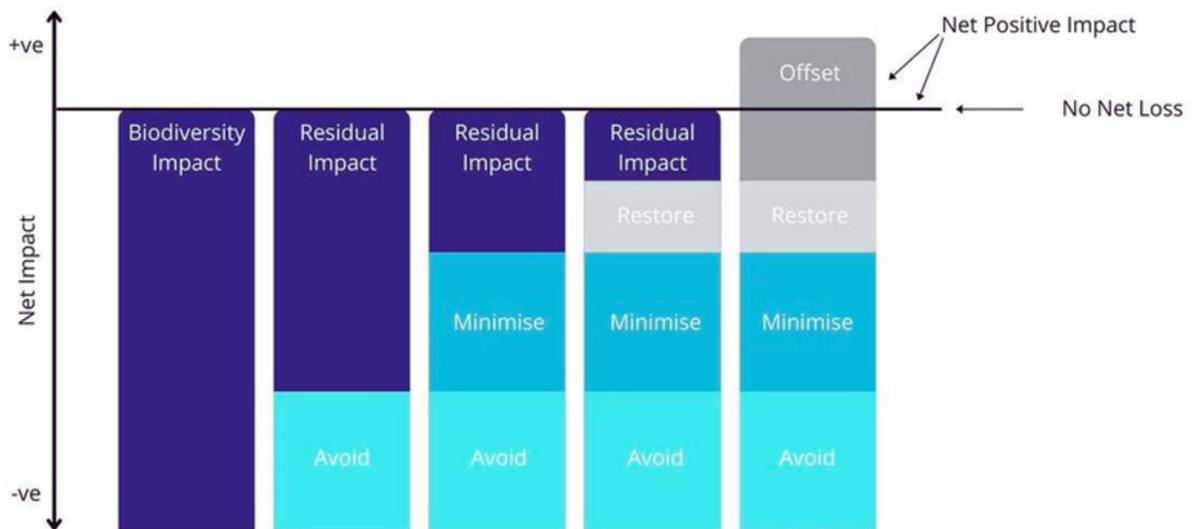 +ve
Net Impact
-ve
Biodiversity
Impact
Avoid
Residual
Impact
Avoid
Residual
Impact
Minimise
Avoid
Residual
Impact
Restore
Minimise
Avoid
Offset
Restore
Minimise
Avoid
Net Positive Impact
No Net Loss